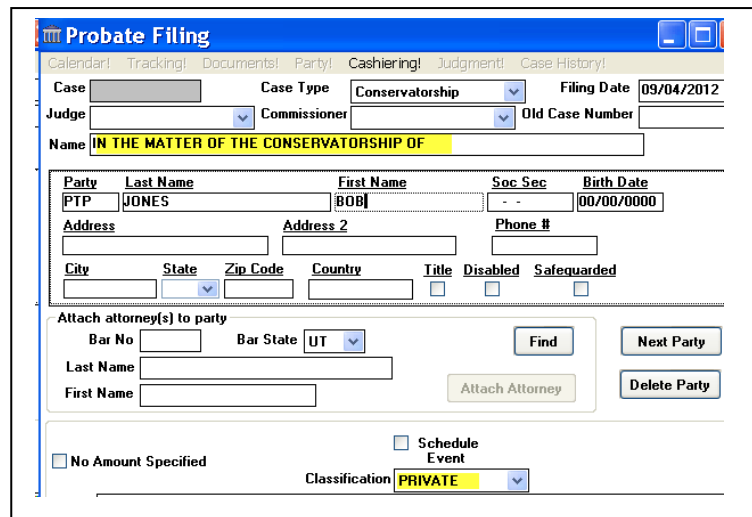 Probate Filing
Calendar! Tracking! Documents! Party! Cashiering! Judgment! Case History!
Case Case Type Conservatorship Filing Date 09/04/2012
Judge Commissioner Old Case Number
Name IN THE MATTER OF THE CONSERVATORSHIP OF
Party Last Name First Name Soc Sec Birth Date
PTP JONES BOB - - 00/00/0000
Address Address 2 Phone #
City State Zip Code Country Title Disabled Safeguarded
Attach attorney(s) to party
Bar No Bar State UT Find Next Party
Last Name
First Name Attach Attorney Delete Party
Schedule
No Amount Specified Event
Classification PRIVATE